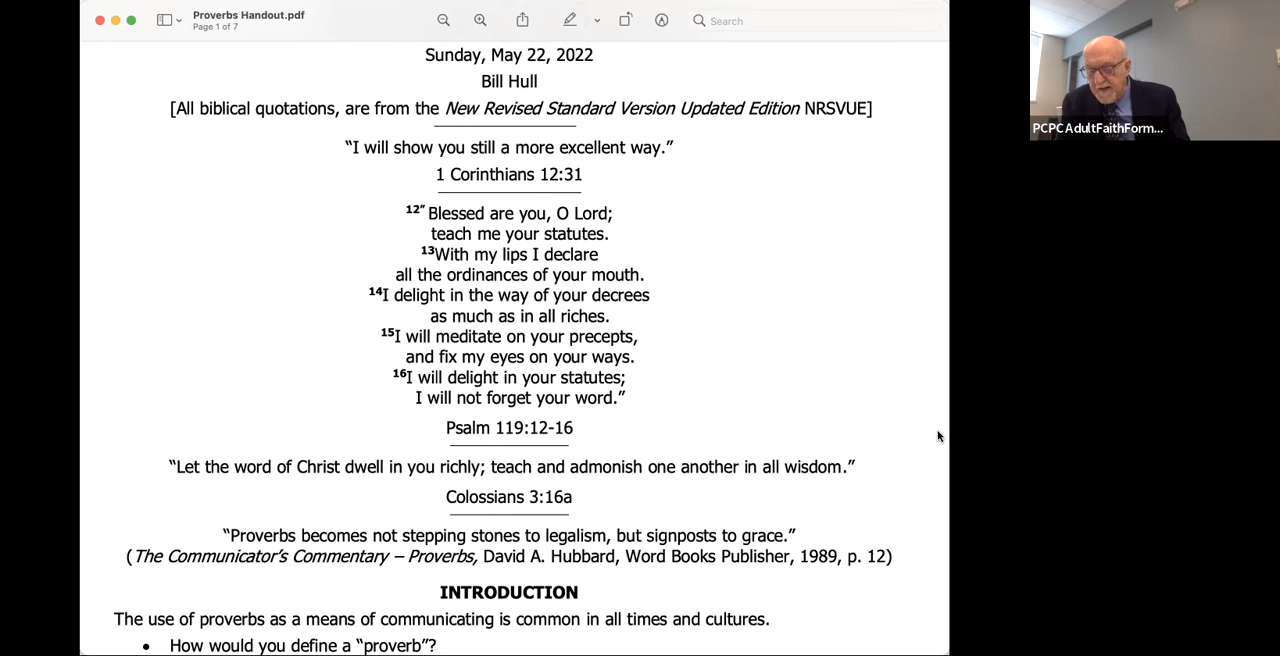 Proverbs Handout.pdf
Page 1 of 7
Search
Sunday, May 22, 2022
Bill Hull
[All biblical quotations, are from the New Revised Standard Version Updated Edition NRSVUE]
“I will show you still a more excellent way.”
1 Corinthians 12:31
12” Blessed are you, O Lord;
teach me your statutes.
13With my lips I declare
all the ordinances of your mouth.
14I delight in the way of your decrees
as much as in all riches.
15I will meditate on your precepts,
and fix my eyes on your ways.
16I will delight in your statutes;
I will not forget your word.”
Psalm 119:12-16
“Let the word of Christ dwell in you richly; teach and admonish one another in all wisdom.”
Colossians 3:16a
“Proverbs becomes not stepping stones to legalism, but signposts to grace.”
(The Communicator’s Commentary – Proverbs, David A. Hubbard, Word Books Publisher, 1989, p. 12)
INTRODUCTION
The use of proverbs as a means of communicating is common in all times and cultures.
• How would you define a “proverb”?
PCPC AdultFaithForm...